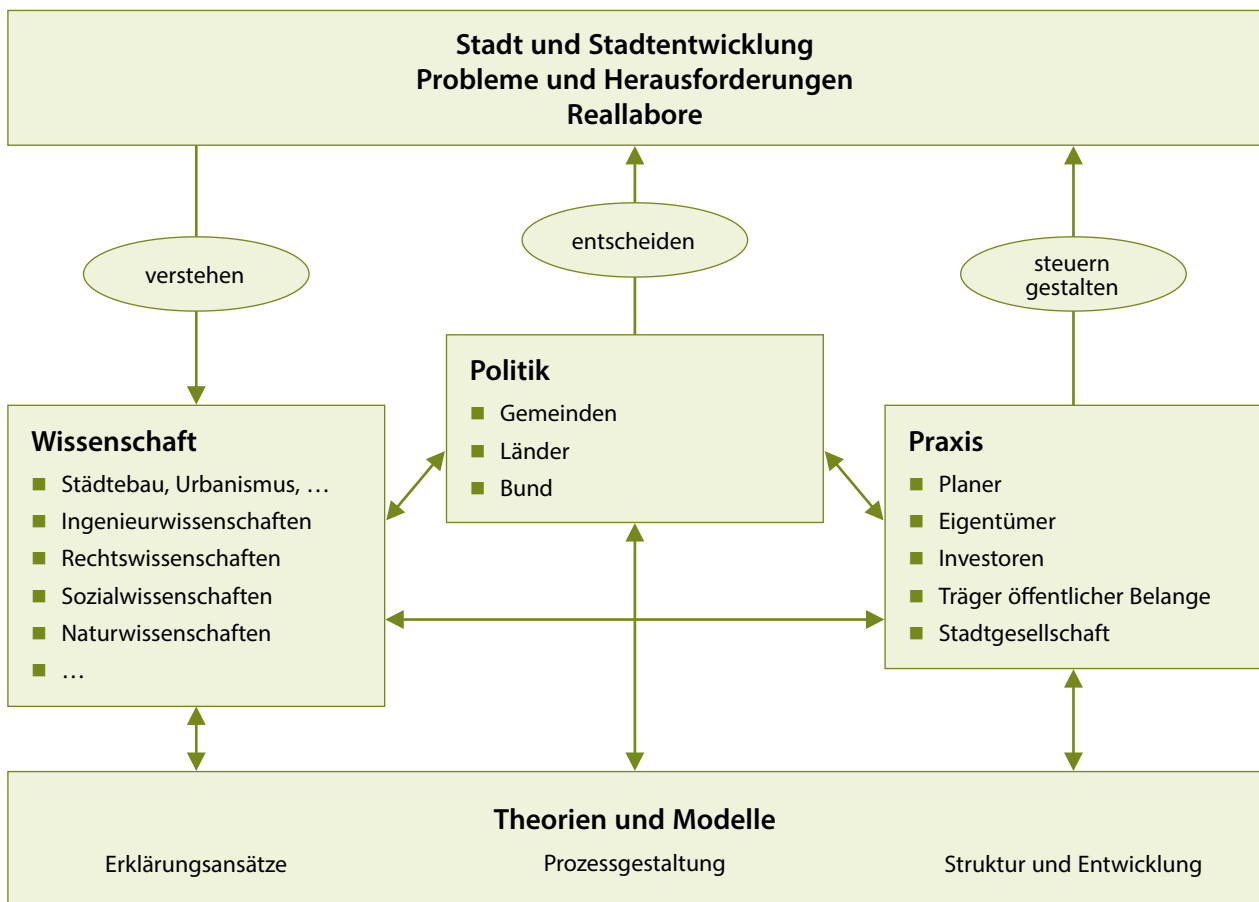 Stadt und Stadtentwicklung
Probleme und Herausforderungen
Reallabore
verstehen
entscheiden
steuern
gestalten
Wissenschaft
■ Städtebau, Urbanismus, …
■ Ingenieurwissenschaften
■ Rechtswissenschaften
■ Sozialwissenschaften
■ Naturwissenschaften
■ …
Politik
■ Gemeinden
■ Länder
■ Bund
Praxis
■ Planer
■ Eigentümer
■ Investoren
■ Träger öffentlicher Belange
■ Stadtgesellschaft
Theorien und Modelle
Erklärungsansätze
Prozessgestaltung
Struktur und Entwicklung